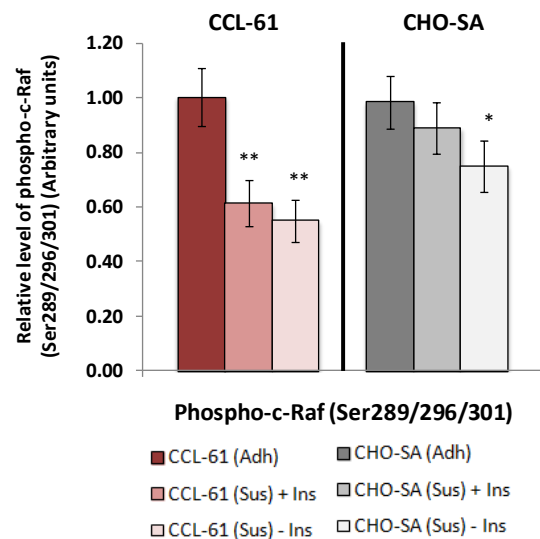 CCL-61 CHO-SA
Relative level of phospho-c-Raf
(Ser289/296/301) (Arbitrary units)
1.20
1.00
0.80
0.60
0.40
0.20
0.00
**
**
*
Phospho-c-Raf (Ser289/296/301)
CCL-61 (Adh) CHO-SA (Adh)
CCL-61 (Sus) + Ins CHO-SA (Sus) + Ins
CCL-61 (Sus) - Ins CHO-SA (Sus) - Ins